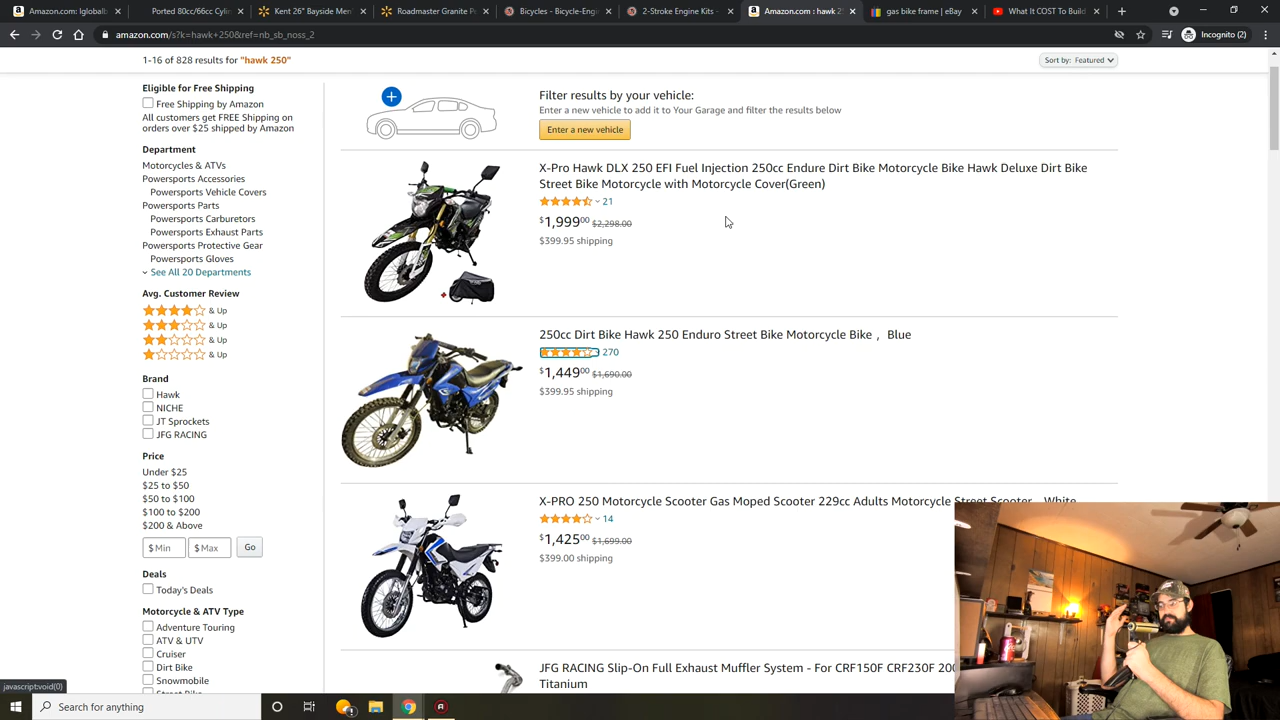 Amazon.com: Igloolb
Ported 80cc/66cc Cylin
Kent 26" Bayside Men
Roadmaster Granite P
Bicycles - Bicycle-Eng
2-Stroke Engine Kits -
Amazon.com : hawk 25
gas bike frame | eBay
What It COST To Build
amazon.com/s?k=hawk+250&ref=nb_sb_noss_2
Incognito (2)
1-16 of 828 results for "hawk 250"
Sort by: Featured
Eligible for Free Shipping
Free Shipping by Amazon
All customers get FREE Shipping on
orders over $25 shipped by Amazon
Department
Motorcycles & ATVs
Powersports Accessories
Powersports Vehicle Covers
Powersports Parts
Powersports Carburetors
Powersports Exhaust Parts
Powersports Protective Gear
Powersports Gloves
See All 20 Departments
Avg. Customer Review
& Up
& Up
& Up
& Up
Brand
Hawk
NICHE
JT Sprockets
JFG RACING
Price
Under $25
$25 to $50
$50 to $100
$100 to $200
$200 & Above
$ Min
$ Max
Go
Deals
Today's Deals
Motorcycle & ATV Type
Adventure Touring
ATV & UTV
Cruiser
Dirt Bike
Snowmobile
Street Bike
Filter results by your vehicle:
Enter a new vehicle to add it to Your Garage and filter the results below
Enter a new vehicle
X-Pro Hawk DLX 250 EFI Fuel Injection 250cc Endure Dirt Bike Motorcycle Bike Hawk Deluxe Dirt Bike
Street Bike Motorcycle with Motorcycle Cover(Green)
21
$1,999.00 $2,298.00
$399.95 shipping
250cc Dirt Bike Hawk 250 Enduro Street Bike Motorcycle Bike，Blue
270
$1,449.00 $1,690.00
$399.95 shipping
X-PRO 250 Motorcycle Scooter Gas Moped Scooter 229cc Adults Motorcycle Street Scooter，White
14
$1,425.00 $1,699.00
$399.00 shipping
JFG RACING Slip-On Full Exhaust Muffler System - For CRF150F CRF230F 200
Titanium
javascript:void(0)
Search for anything